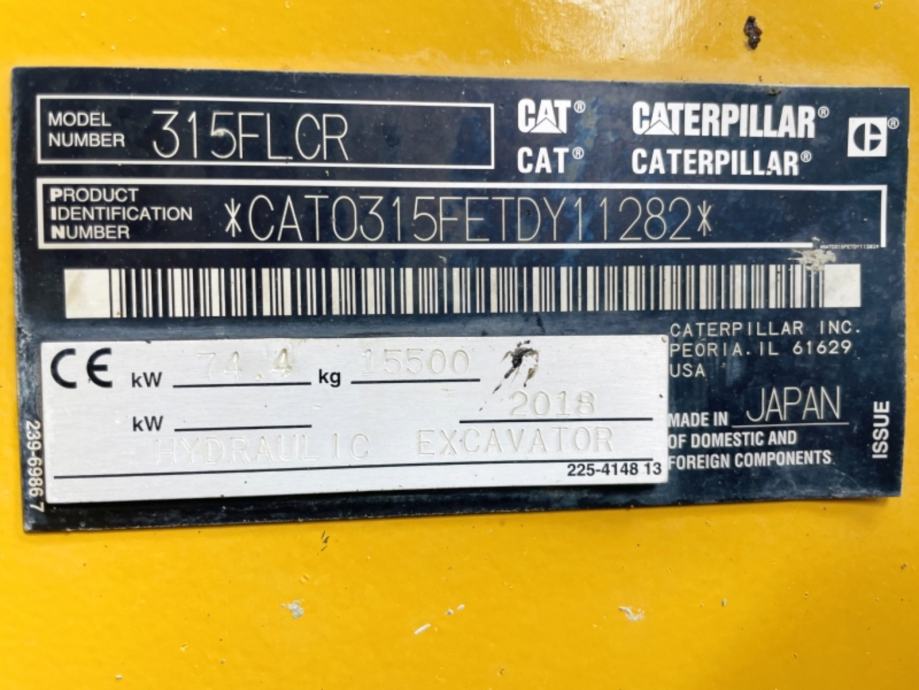 MODEL
NUMBER 315FLCR
CAT® CATERPILLAR®
CAT® CATERPILLAR®
PRODUCT
IDENTIFICATION
NUMBER *CAT0315FETDY11282*
CATERPILLAR INC.
PEORIA. IL 61629
USA
CE kW 74.4 kg 15500
kW 2018
HYDRAULIC EXCAVATOR
225-4148 13
MADE IN JAPAN
OF DOMESTIC AND
FOREIGN COMPONENTS
ISSUE
239-6986 7